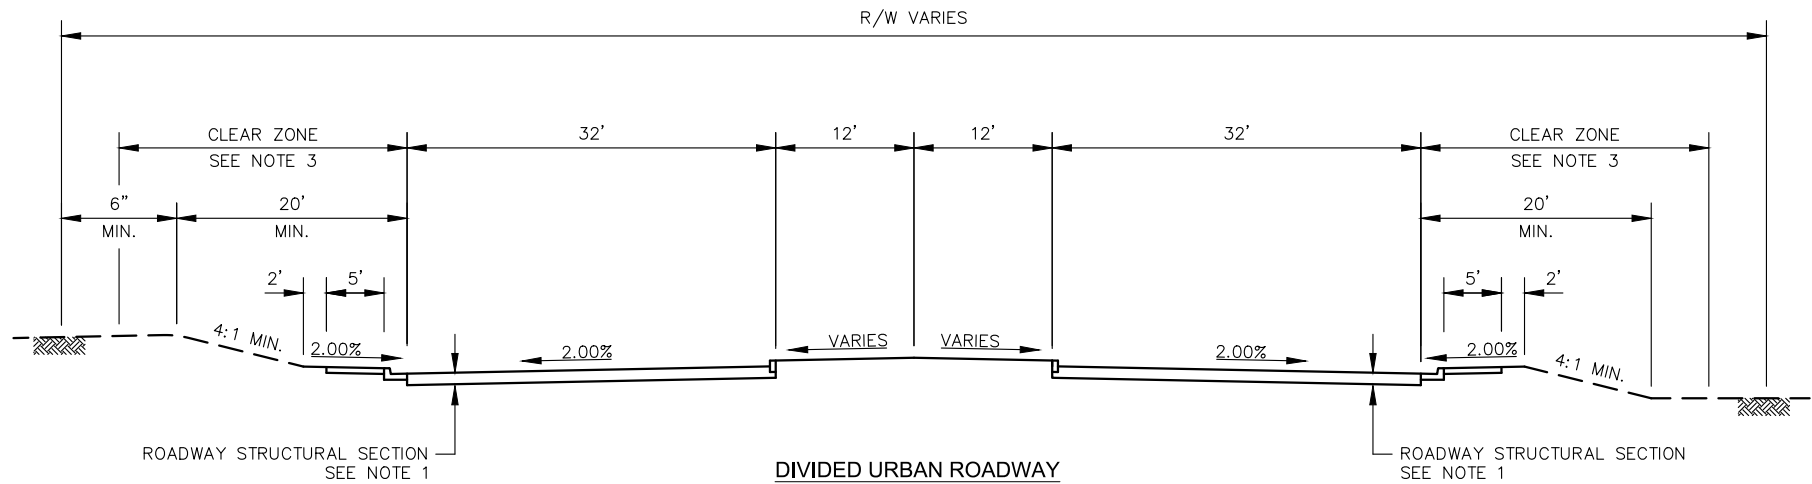 R/W VARIES
CLEAR ZONE
SEE NOTE 3
32'
12'
12'
32'
CLEAR ZONE
SEE NOTE 3
6"
MIN.
20'
MIN.
20'
MIN.
2'
5'
5'
2'
4:1 MIN.
2.00%
2.00%
VARIES
VARIES
2.00%
2.00%
4:1 MIN.
ROADWAY STRUCTURAL SECTION
SEE NOTE 1
ROADWAY STRUCTURAL SECTION
SEE NOTE 1
DIVIDED URBAN ROADWAY